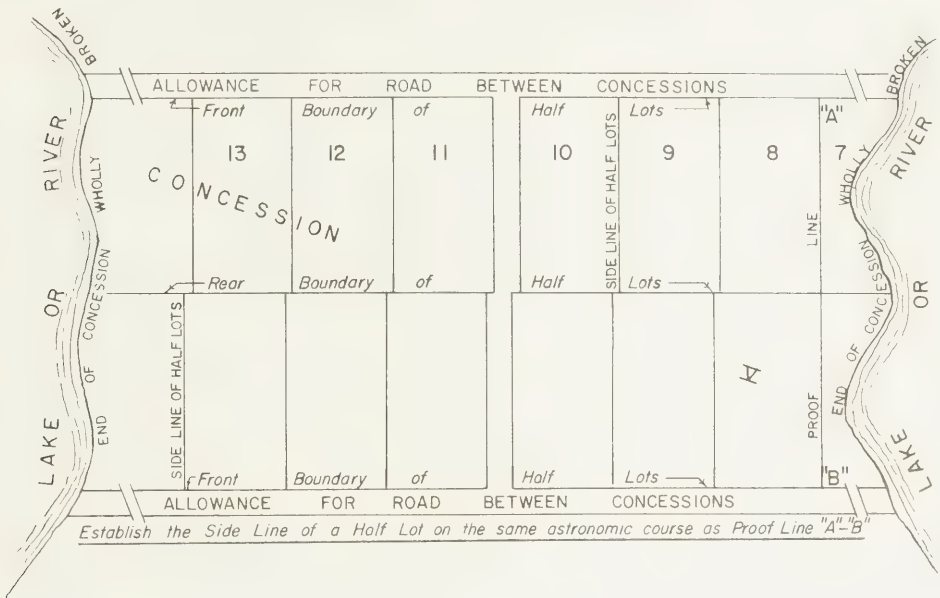 BROKEN
BROKEN
ALLOWANCE FOR ROAD BETWEEN CONCESSIONS
Front Boundary of Half Lots "A"
13 12 11 10 9 8 7
CONCESSION
SIDE LINE OF HALF LOTS
LINE
WHOLLY
RIVER
WHOLLY
RIVER
Rear Boundary of Half Lots
OR
OR
END OF CONCESSION
END OF CONCESSION
SIDE LINE OF HALF LOTS
PROOF
LAKE
LAKE
Front Boundary of Half Lots "B"
ALLOWANCE FOR ROAD BETWEEN CONCESSIONS
Establish the Side Line of a Half Lot on the same astronomic course as Proof Line "A"-"B"